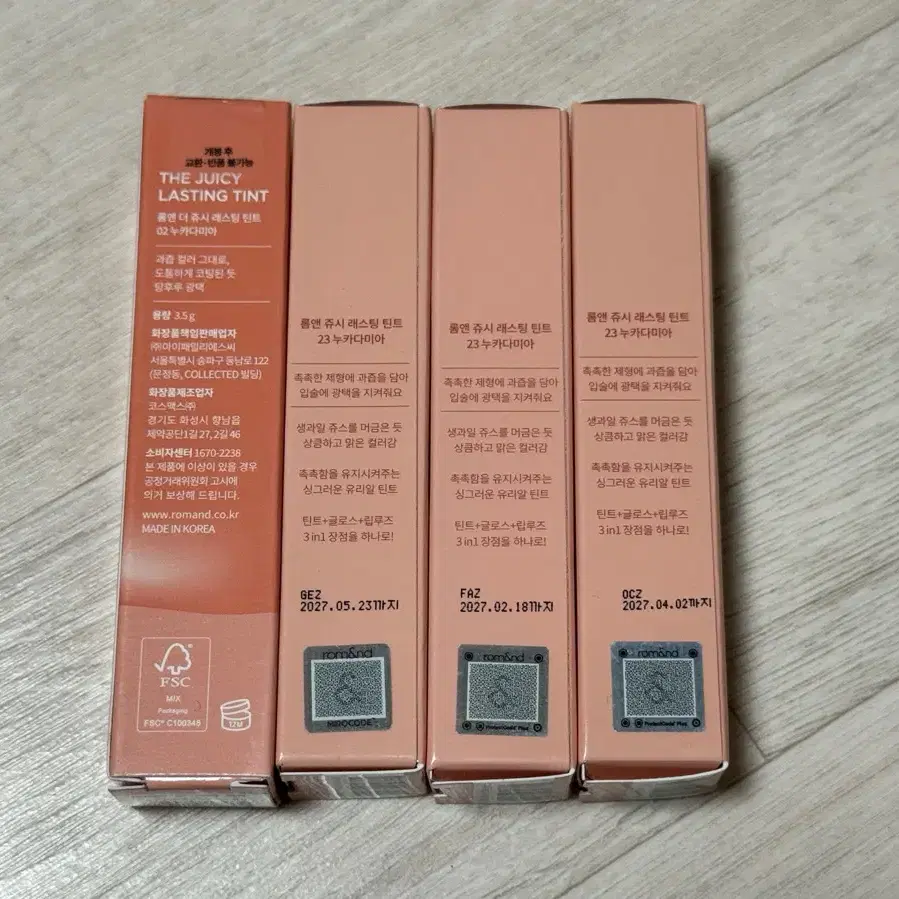 개봉 후
교환·반품 불가능
THE JUICY
LASTING TINT
롬앤 더 쥬시 래스팅 틴트
02 누카다미아
과즙 컬러 그대로,
도톰하게 코팅된 듯
탕후루 광택
용량 3.5 g
화장품책임판매업자
㈜아이패밀리에스씨
서울특별시 송파구 동남로 122
(문정동, COLLECTED 빌딩)
화장품제조업자
코스맥스㈜
경기도 화성시 향남읍
제약공단1길 27, 2길 46
소비자센터 1670-2238
본 제품에 이상이 있을 경우
공정거래위원회 고시에
의거 보상해 드립니다.
www.romand.co.kr
MADE IN KOREA
FSC
MIX
Packaging
FSC® C100345
12M
롬앤 쥬시 래스팅 틴트
23 누카다미아
촉촉한 제형에 과즙을 담아
입술에 광택을 지켜줘요
생과일 쥬스를 머금은 듯
상큼하고 맑은 컬러감
촉촉함을 유지시켜주는
싱그러운 유리알 틴트
틴트+글로스+립루즈
3 in1 장점을 하나로!
GEZ
2027.05.23까지
rom&nd
HIDOCODE
롬앤 쥬시 래스팅 틴트
23 누카다미아
촉촉한 제형에 과즙을 담아
입술에 광택을 지켜줘요
생과일 쥬스를 머금은 듯
상큼하고 맑은 컬러감
촉촉함을 유지시켜주는
싱그러운 유리알 틴트
틴트+글로스+립루즈
3 in1 장점을 하나로!
FAZ
2027.02.18까지
rom&nd
롬앤 쥬시 래스팅 틴트
23 누카다미아
촉촉한 제형에 과즙을 담아
입술에 광택을 지켜줘요
생과일 쥬스를 머금은 듯
상큼하고 맑은 컬러감
촉촉함을 유지시켜주는
싱그러운 유리알 틴트
틴트+글로스+립루즈
3 in1 장점을 하나로!
OCZ
2027.04.02까지
rom&nd